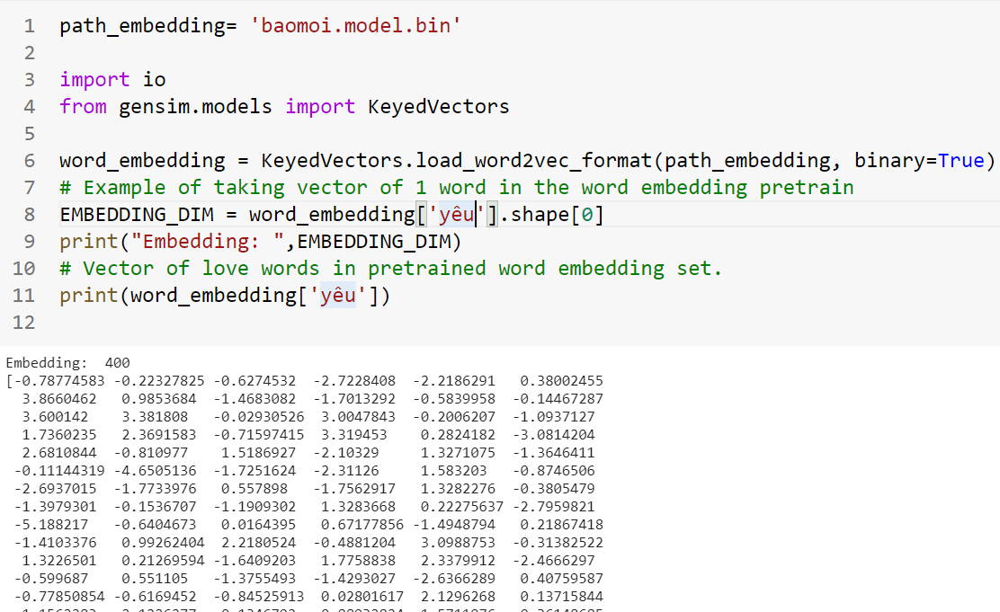 1 path_embedding= 'baomoi.model.bin'
2
3 import io
4 from gensim.models import KeyedVectors
5
6 word_embedding = KeyedVectors.load_word2vec_format(path_embedding, binary=True)
7 # Example of taking vector of 1 word in the word embedding pretrain
8 EMBEDDING_DIM = word_embedding['yêu'].shape[0]
9 print("Embedding: ",EMBEDDING_DIM)
10 # Vector of love words in pretrained word embedding set.
11 print(word_embedding['yêu'])
12
Embedding:  400
[-0.78774583 -0.22327825 -0.6274532  -2.7228408  -2.2186291   0.38002455
  3.8660462   0.9853684  -1.4683082  -1.7013292  -0.5839958  -0.14467287
  3.600142    3.381808   -0.02930526  3.0047843  -0.2006207  -1.0937127
  1.7360235   2.3691583  -0.71597415  3.319453    0.2824182  -3.0814204
  2.6810844  -0.810977    1.5186927  -2.10329     1.3271075  -1.3646411
 -0.11144319 -4.6505136  -1.7251624  -2.31126     1.583203   -0.8746506
 -2.6937015  -1.7733976   0.557898   -1.7562917   1.3282276  -0.3805479
 -1.3979301  -0.1536707  -1.1909302   1.3283668   0.22275637 -2.7959821
 -5.188217   -0.6404673   0.0164395   0.67177856 -1.4948794   0.21867418
 -1.4103376   0.99262404  2.2180524  -0.4881204   3.0988753  -0.31382522
  1.3226501   0.21269594 -1.6409203   1.7758838   2.3379912  -2.4666297
 -0.599687    0.551105   -1.3755493  -1.4293027  -2.6366289   0.40759587
 -0.77850854 -0.6169452  -0.84525913  0.02801617  2.1296268   0.13715844